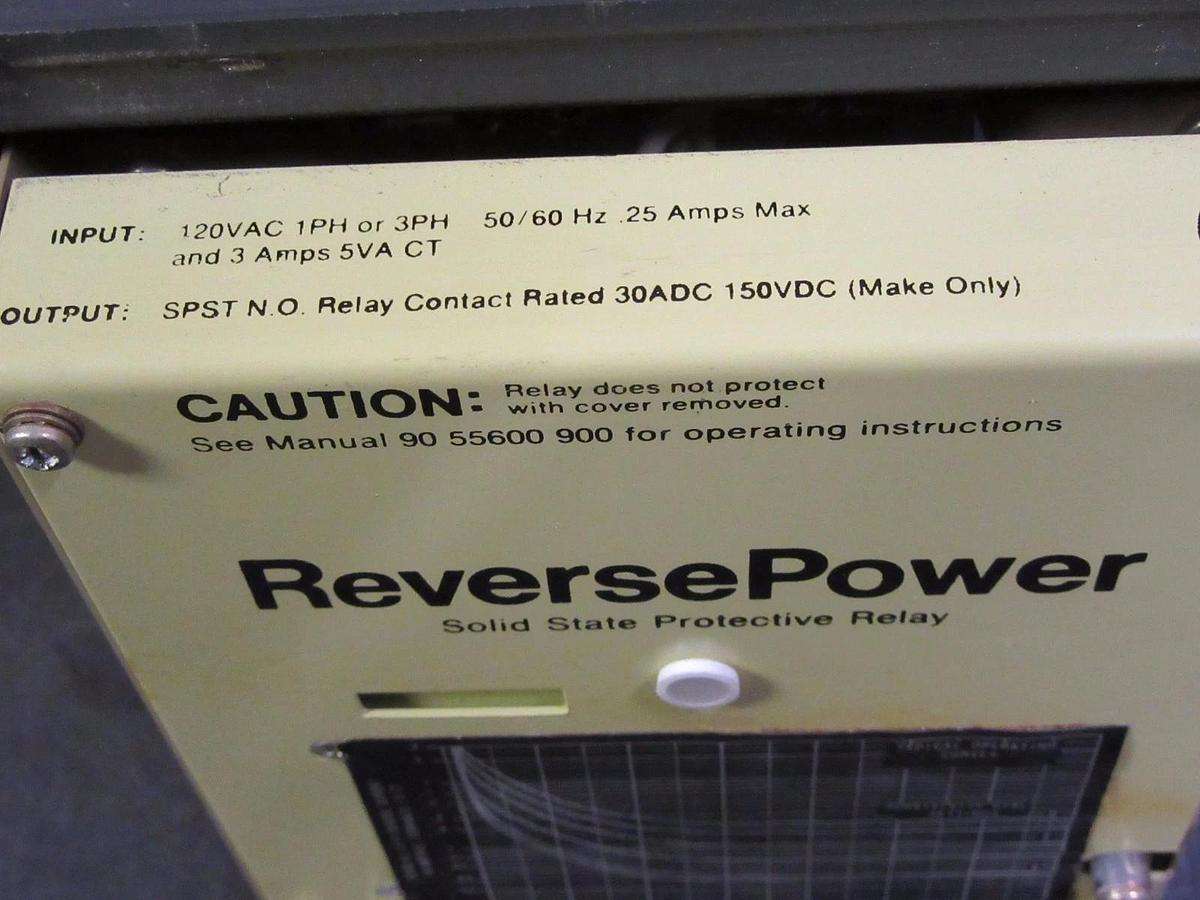 INPUT: 120VAC 1PH or 3PH 50/60 Hz .25 Amps Max
and 3 Amps 5VA CT
OUTPUT: SPST N.O. Relay Contact Rated 30ADC 150VDC (Make Only)
CAUTION: Relay does not protect
with cover removed.
See Manual 90 55600 900 for operating instructions
ReversePower
Solid State Protective Relay